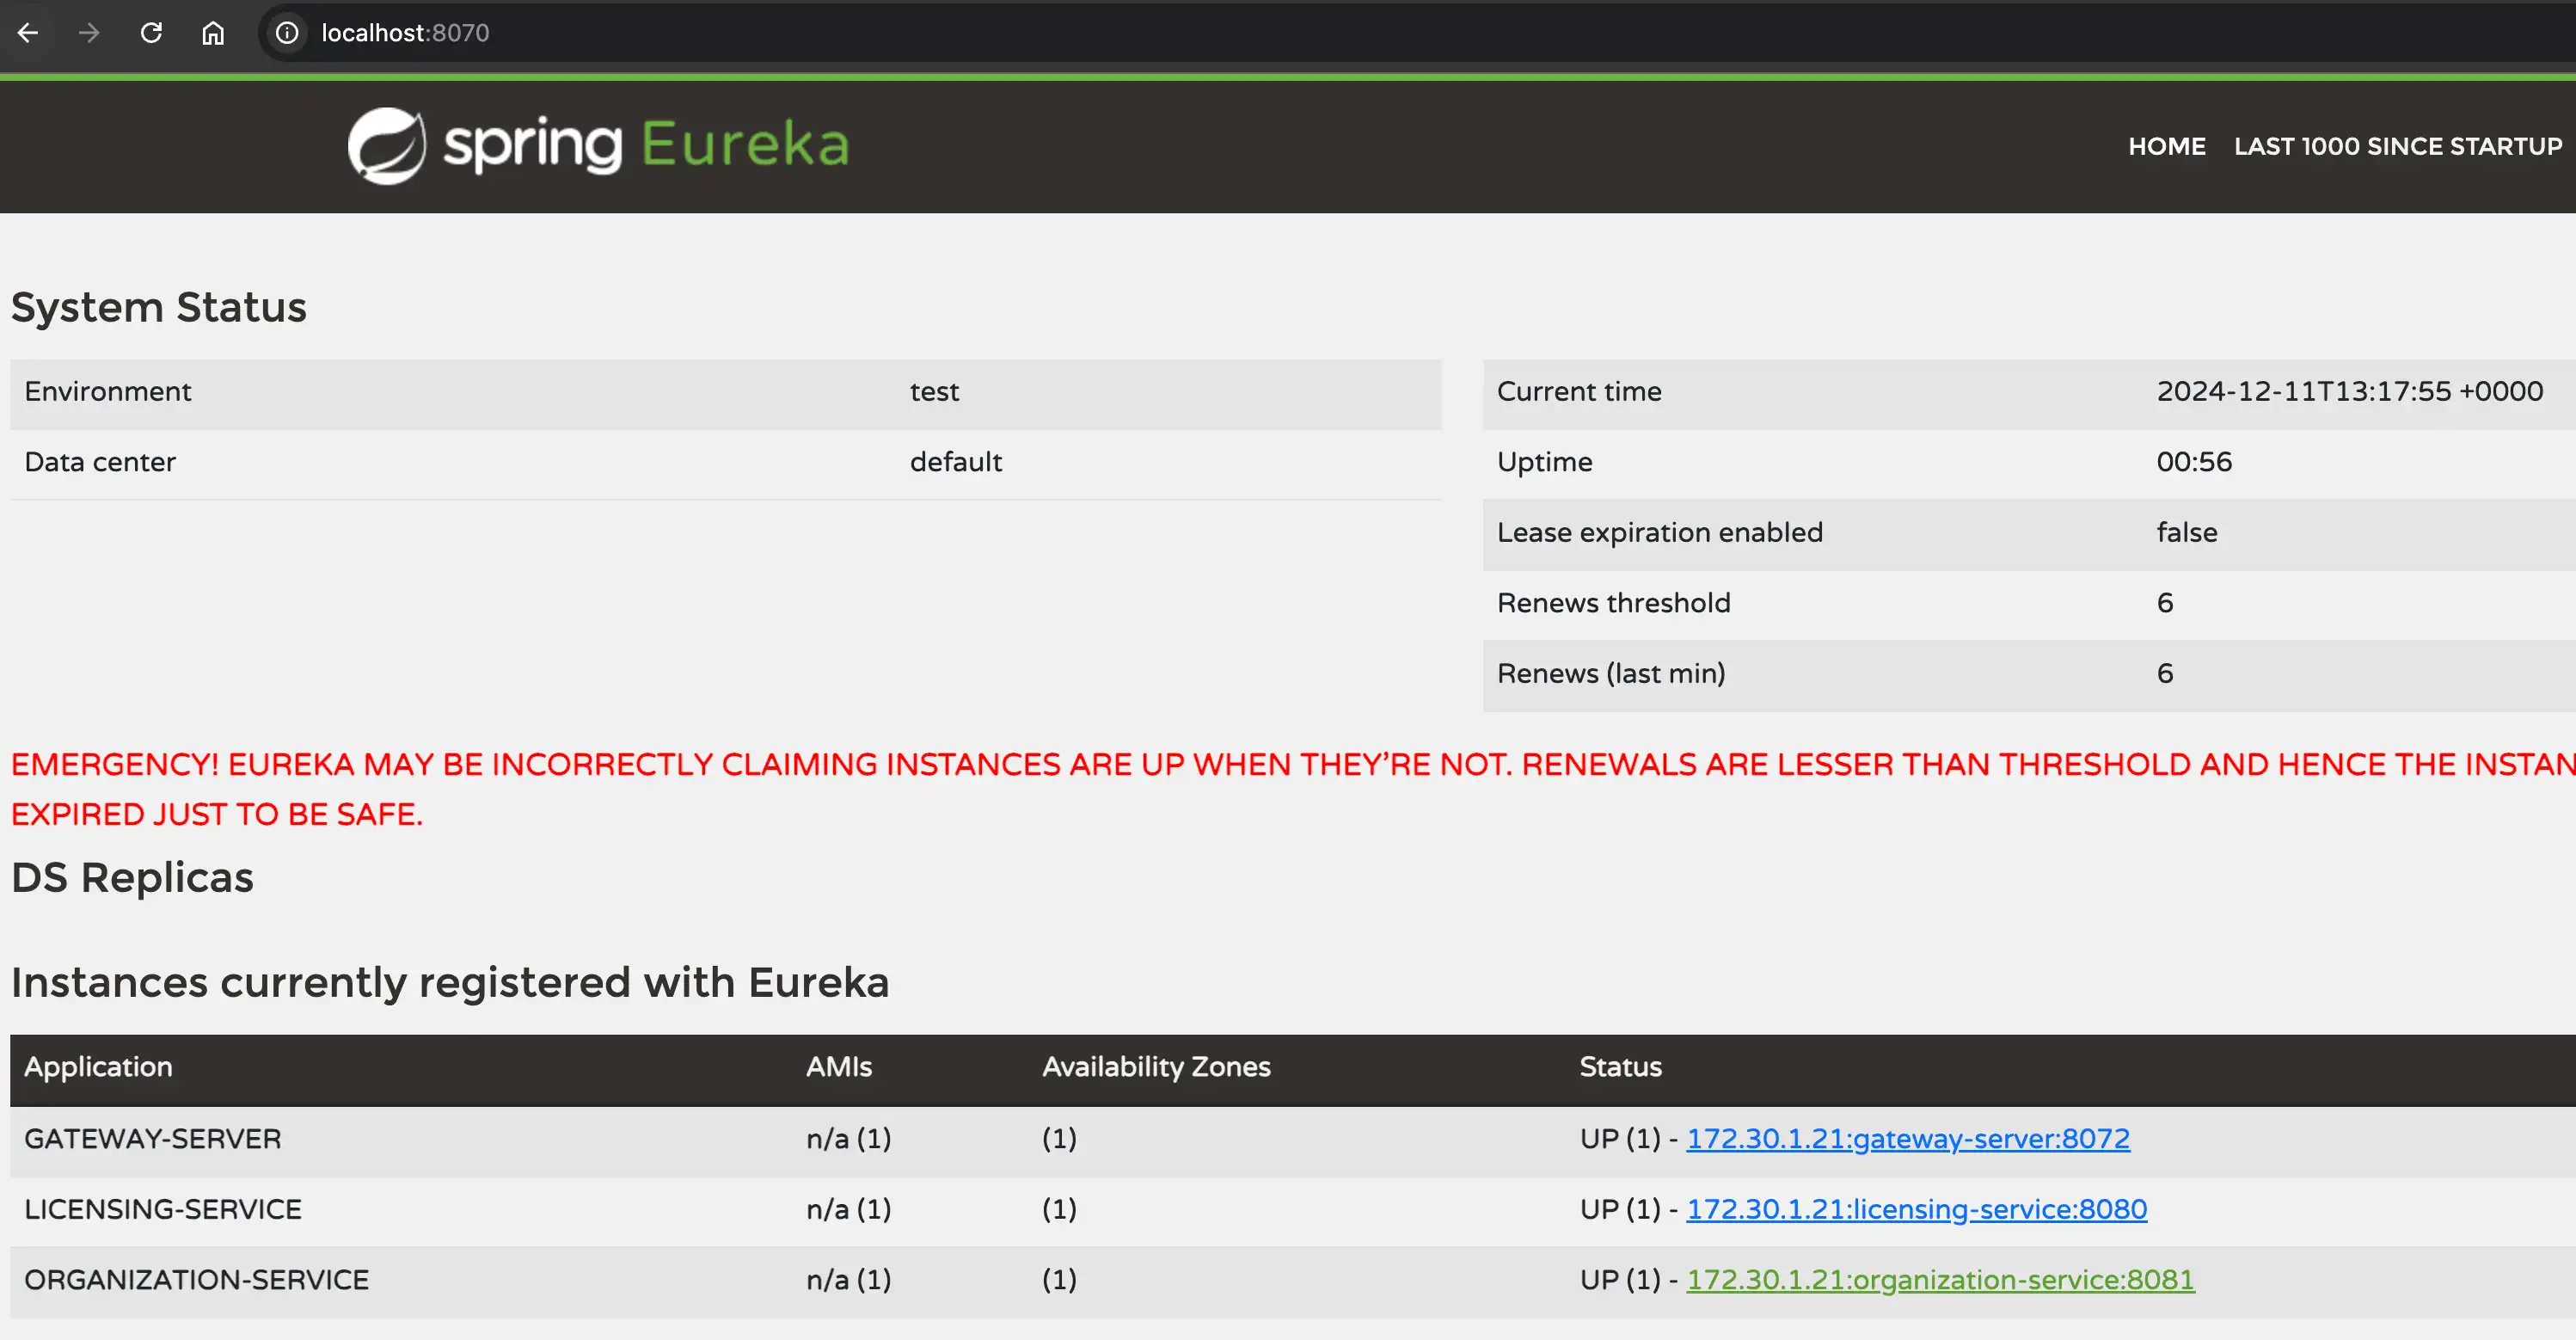 localhost:8070
spring Eureka
HOME LAST 1000 SINCE STARTUP
System Status
Environment test
Data center default
Current time 2024-12-11T13:17:55 +0000
Uptime 00:56
Lease expiration enabled false
Renews threshold 6
Renews (last min) 6
EMERGENCY! EUREKA MAY BE INCORRECTLY CLAIMING INSTANCES ARE UP WHEN THEY'RE NOT. RENEWALS ARE LESSER THAN THRESHOLD AND HENCE THE
EXPIRED JUST TO BE SAFE.
DS Replicas
Instances currently registered with Eureka
Application AMIs Availability Zones Status
GATEWAY-SERVER n/a (1) (1) UP (1) - 172.30.1.21:gateway-server:8072
LICENSING-SERVICE n/a (1) (1) UP (1) - 172.30.1.21:licensing-service:8080
ORGANIZATION-SERVICE n/a (1) (1) UP (1) - 172.30.1.21:organization-service:8081